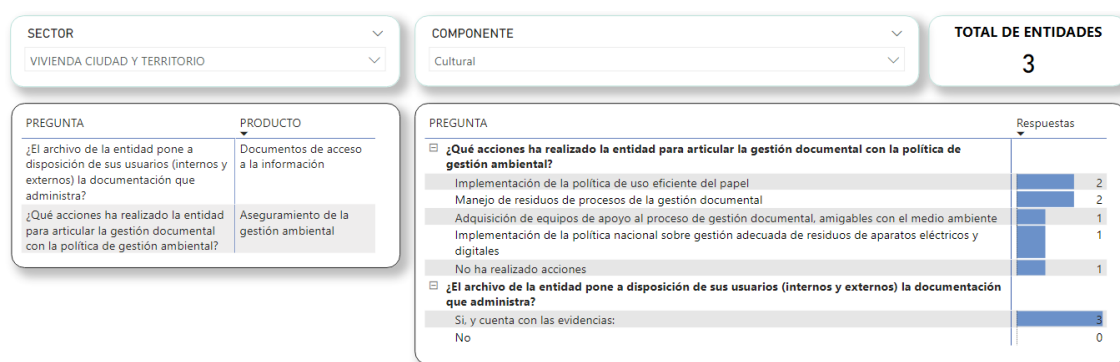 SECTOR
VIVIENDA CIUDAD Y TERRITORIO
COMPONENTE
Cultural
TOTAL DE ENTIDADES
3
PREGUNTA PRODUCTO
¿El archivo de la entidad pone a Documentos de acceso
disposición de sus usuarios (internos y a la información
externos) la documentación que
administra?
¿Qué acciones ha realizado la entidad Aseguramiento de la
para articular la gestión documental gestión ambiental
con la política de gestión ambiental?
PREGUNTA Respuestas
¿Qué acciones ha realizado la entidad para articular la gestión documental con la política de
gestión ambiental?
Implementación de la política de uso eficiente del papel 2
Manejo de residuos de procesos de la gestión documental 2
Adquisición de equipos de apoyo al proceso de gestión documental, amigables con el medio ambiente 1
Implementación de la política nacional sobre gestión adecuada de residuos de aparatos eléctricos y 1
digitales
No ha realizado acciones 1
¿El archivo de la entidad pone a disposición de sus usuarios (internos y externos) la documentación
que administra?
Si, y cuenta con las evidencias: 3
No 0